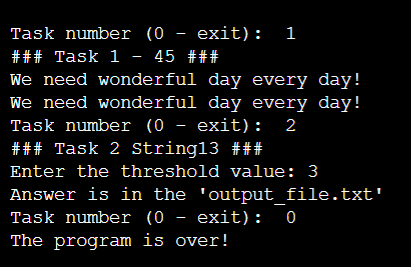 Task number (0 - exit):  1
### Task 1 - 45 ###
We need wonderful day every day!
We need wonderful day every day!
Task number (0 - exit):  2
### Task 2 String13 ###
Enter the threshold value: 3
Answer is in the 'output_file.txt'
Task number (0 - exit):  0
The program is over!